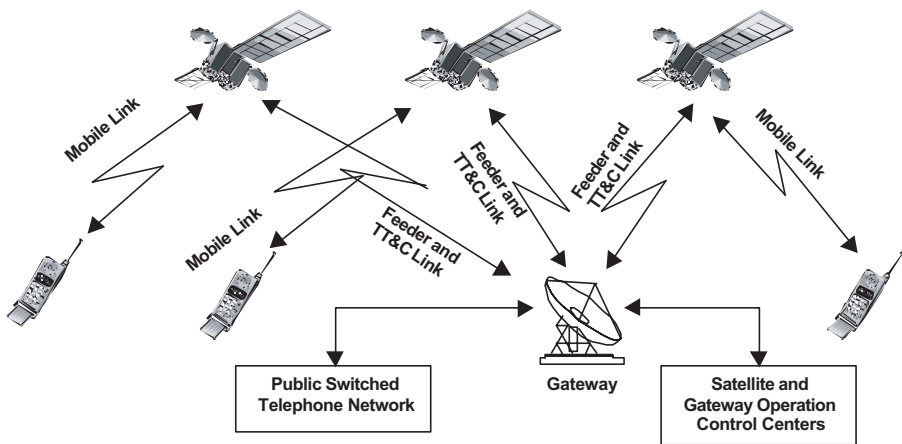 Mobile Link
Mobile Link
Feeder and
TT&C Link
Feeder and
TT&C Link
Feeder and
TT&C Link
Mobile Link
Public Switched
Telephone Network
Gateway
Satellite and
Gateway Operation
Control Centers